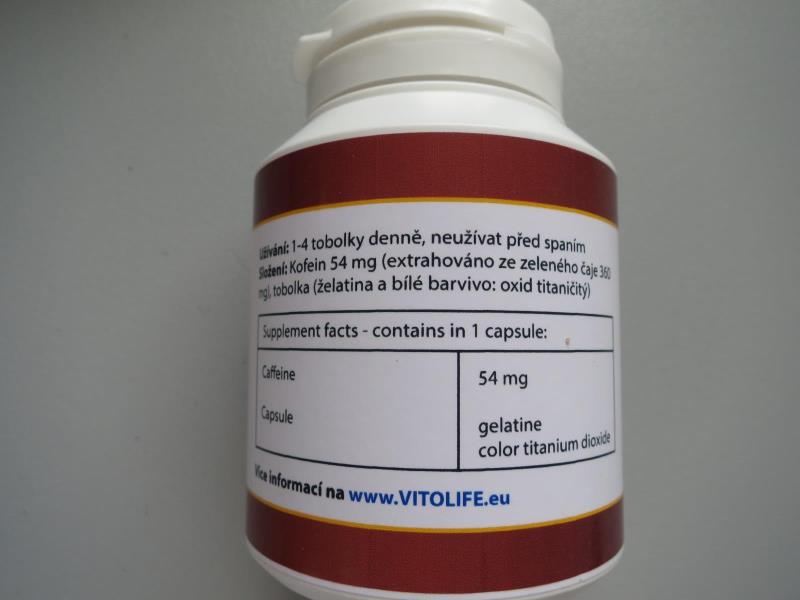 Užívání: 1-4 tobolky denně, neužívat před spaním
Složení: Kofein 54 mg (extrahováno ze zeleného čaje 360
mg), tobolka (želatina a bílé barvivo: oxid titaničitý)
Supplement facts - contains in 1 capsule:
Caffeine 54 mg
Capsule gelatine
color titanium dioxide
Více informací na www.VITOLIFE.eu